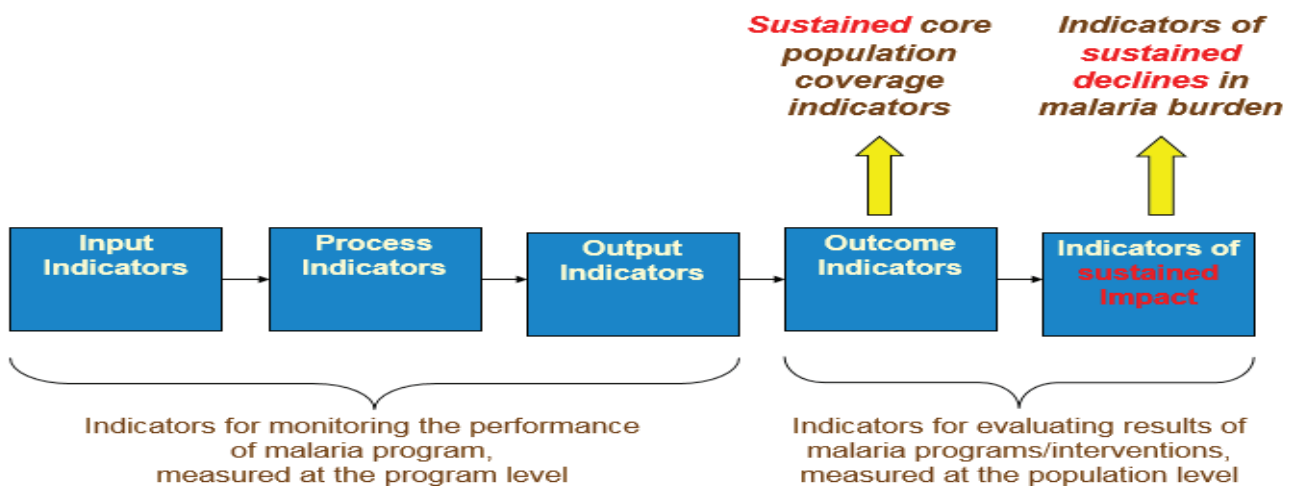 Sustained core
population
coverage
indicators
Indicators of
sustained
declines in
malaria burden
Input
Indicators
Process
Indicators
Output
Indicators
Outcome
Indicators
Indicators of
sustained
Impact
Indicators for monitoring the performance
of malaria program,
measured at the program level
Indicators for evaluating results of
malaria programs/interventions,
measured at the population level